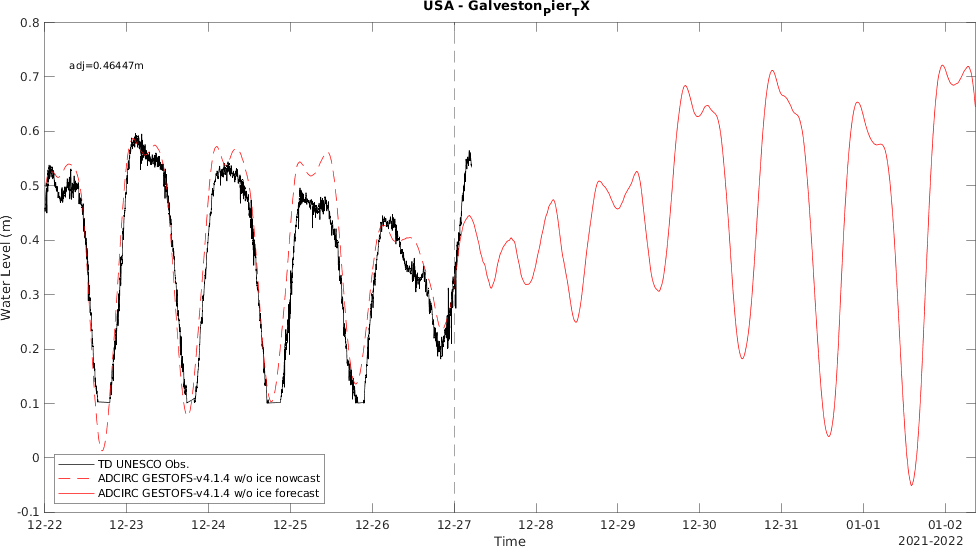 USA - Galveston_pier_TX
adj=0.46447m
0.8
0.7
0.6
0.5
0.4
0.3
0.2
0.1
0
-0.1
Water Level (m)
TD UNESCO Obs.
ADCIRC GESTOFS-v4.1.4 w/o ice nowcast
ADCIRC GESTOFS-v4.1.4 w/o ice forecast
12-22 12-23 12-24 12-25 12-26 12-27 12-28 12-29 12-30 12-31 01-01 01-02
Time
2021-2022